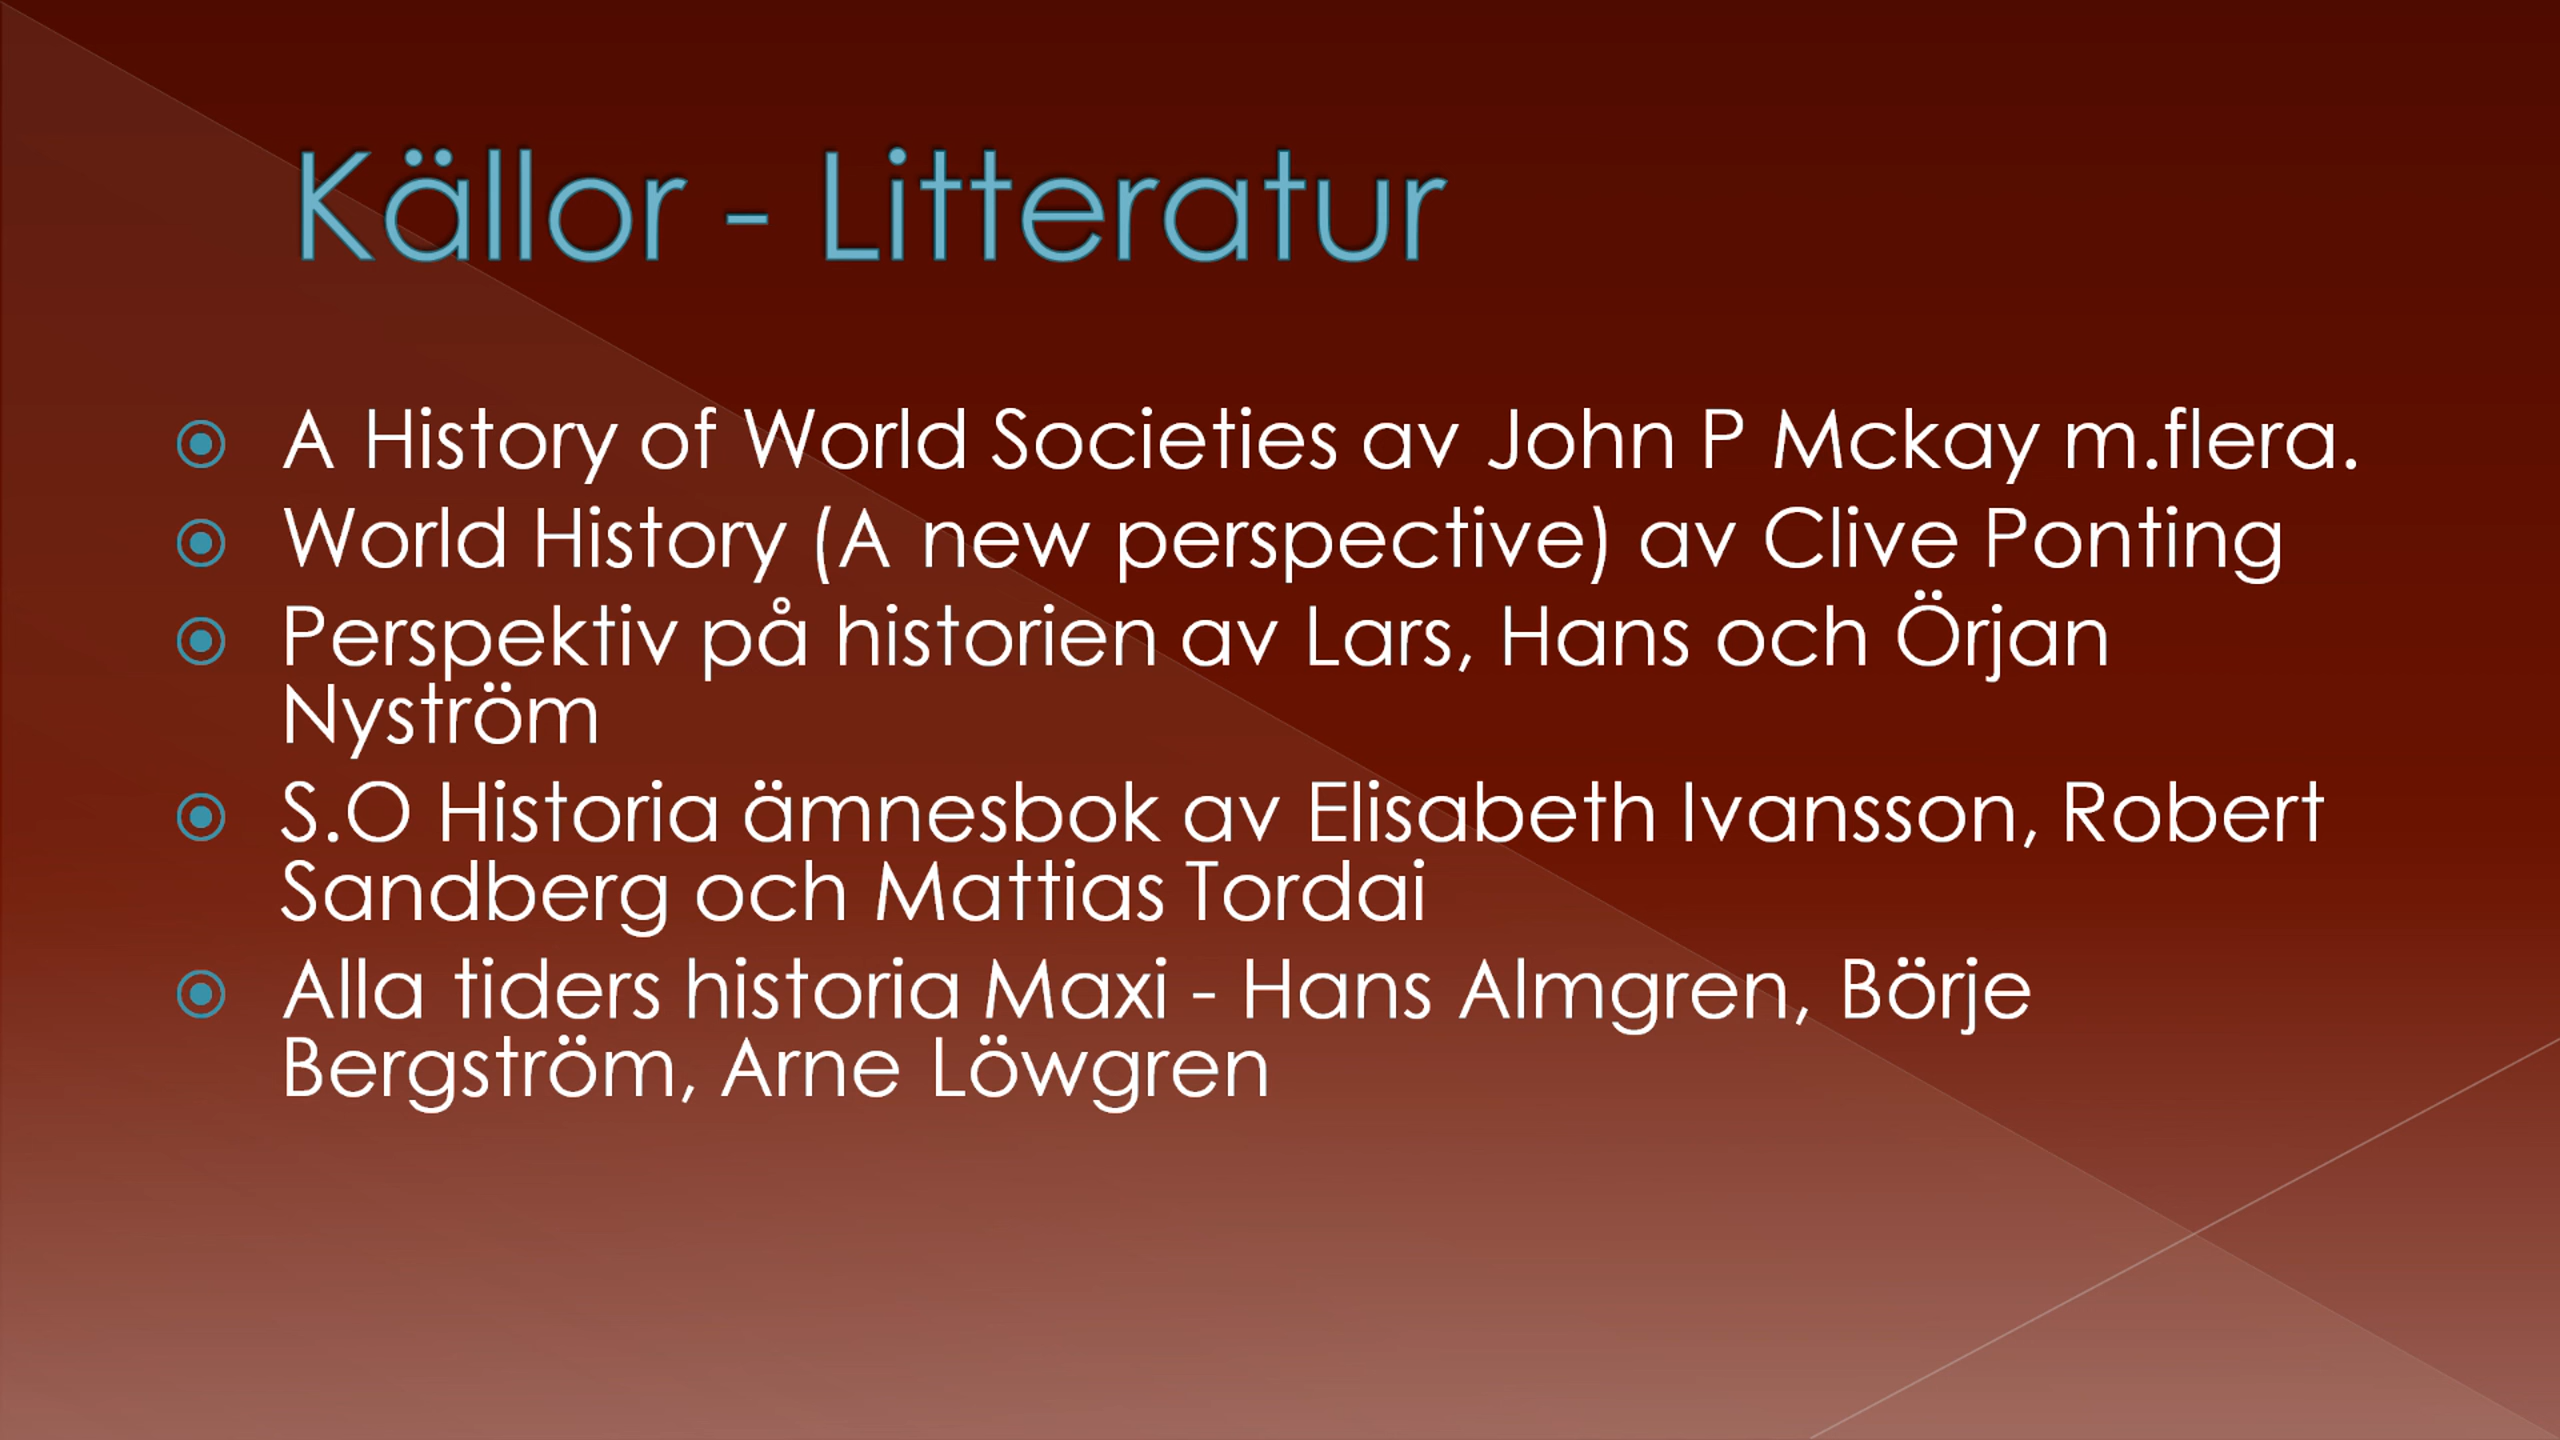 Källor - Litteratur
A History of World Societies av John P Mckay m.flera.
World History (A new perspective) av Clive Ponting
Perspektiv på historien av Lars, Hans och Örjan
Nyström
S.O Historia ämnesbok av Elisabeth Ivansson, Robert
Sandberg och Mattias Tordai
Alla tiders historia Maxi - Hans Almgren, Börje
Bergström, Arne Löwgren